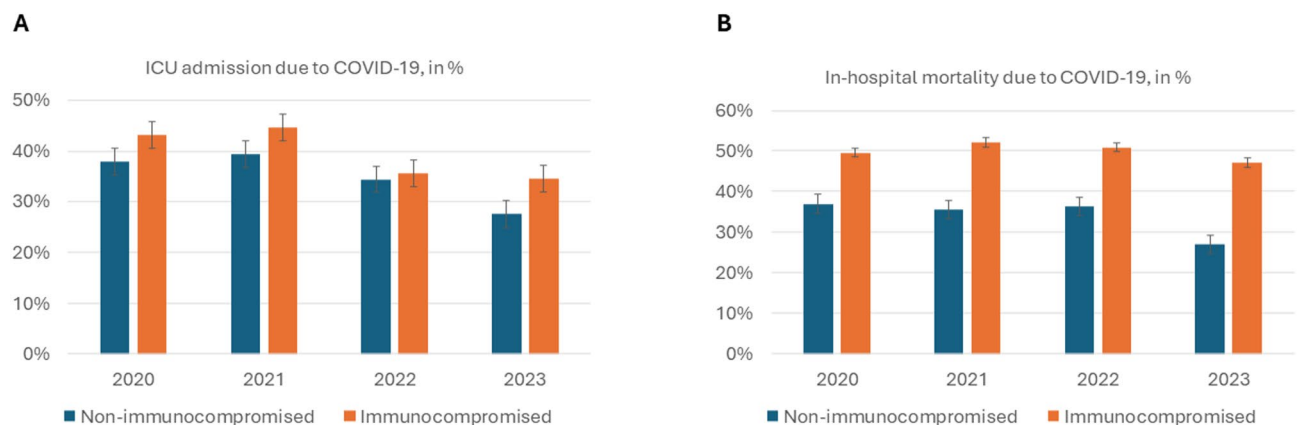 A
ICU admission due to COVID-19, in %
50%
40%
30%
20%
10%
0%
2020 2021 2022 2023
Non-immunocompromised Immunocompromised
B
In-hospital mortality due to COVID-19, in %
60%
50%
40%
30%
20%
10%
0%
2020 2021 2022 2023
Non-immunocompromised Immunocompromised